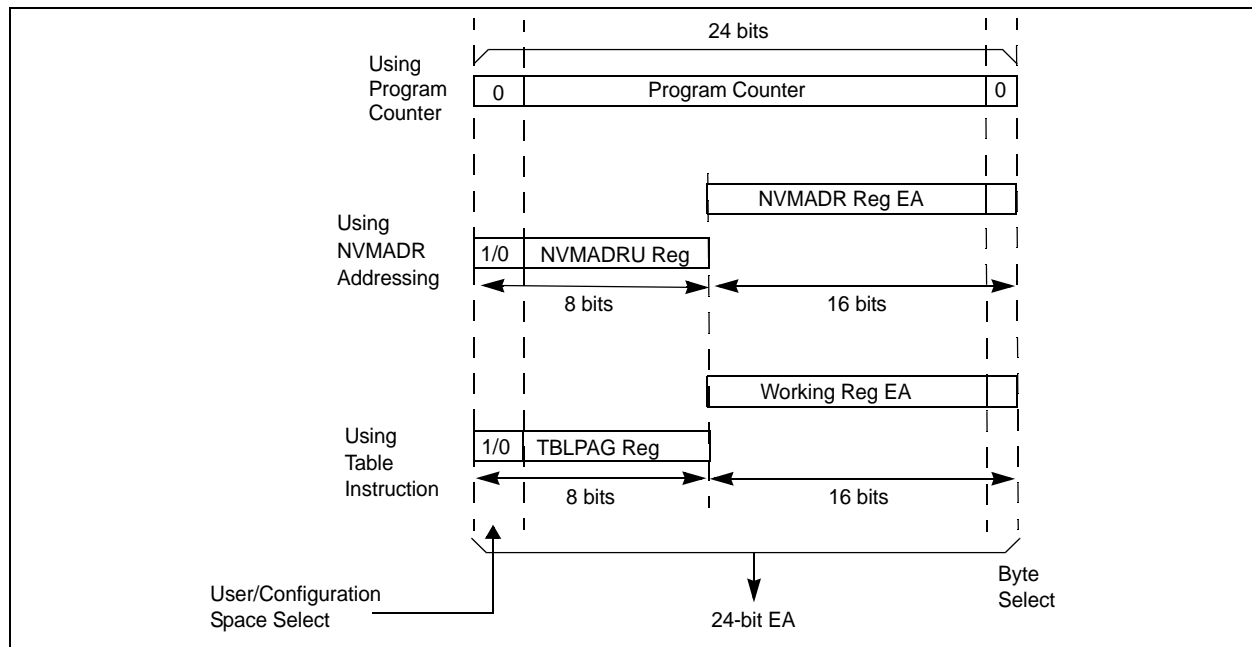 24 bits
Using
Program
Counter
0
Program Counter
0
NVMADR Reg EA
Using
NVMADR
Addressing
1/0
NVMADRU Reg
8 bits
16 bits
Working Reg EA
Using
Table
Instruction
1/0
TBLPAG Reg
8 bits
16 bits
User/Configuration
Space Select
24-bit EA
Byte
Select